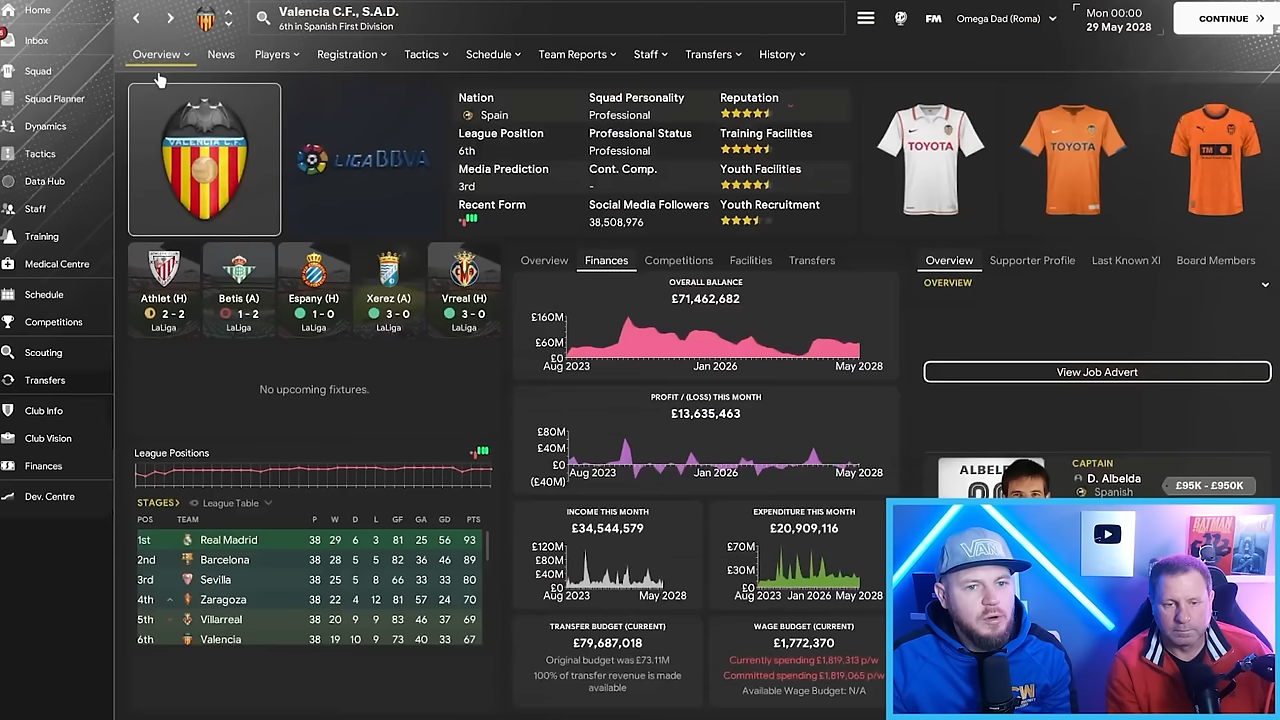 Home
Inbox
Squad
Squad Planner
Dynamics
Tactics
Data Hub
Staff
Training
Medical Centre
Schedule
Competitions
Scouting
Transfers
Club Info
Club Vision
Finances
Dev. Centre
Valencia C.F., S.A.D.
6th in Spanish First Division
FM
Omega Dad (Roma)
Mon 00:00
29 May 2028
CONTINUE
Overview
News
Players
Registration
Tactics
Schedule
Team Reports
Staff
Transfers
History
VALENCIA C.F.
LIGA BBVA
Nation
Spain
League Position
6th
Media Prediction
3rd
Recent Form
Squad Personality
Professional
Professional Status
Professional
Cont. Comp.
-
Social Media Followers
38,508,976
Reputation
Training Facilities
Youth Facilities
Youth Recruitment
TOYOTA
TOYOTA
TM
Athlet (H)
2 - 2
LaLiga
Betis (A)
1 - 2
LaLiga
Espany (H)
1 - 0
LaLiga
Xerez (A)
3 - 0
LaLiga
Vrreal (H)
3 - 0
LaLiga
No upcoming fixtures.
League Positions
STAGES> League Table
POS TEAM P W D L GF GA GD PTS
1st Real Madrid 38 29 6 3 81 25 56 93
2nd Barcelona 38 28 5 5 82 36 46 89
3rd Sevilla 38 25 5 8 66 33 33 80
4th Zaragoza 38 22 4 12 81 57 24 70
5th Villarreal 38 20 9 9 83 46 37 69
6th Valencia 38 19 10 9 73 40 33 67
Overview Finances Competitions Facilities Transfers
OVERALL BALANCE
£71,462,682
£160M
£60M
£0
Aug 2023 Jan 2026 May 2028
PROFIT / (LOSS) THIS MONTH
£13,635,463
£80M
£40M
£0
(£40M)
Aug 2023 Jan 2026 May 2028
INCOME THIS MONTH
£34,544,579
£120M
£80M
£40M
£0
Aug 2023 May 2028
EXPENDITURE THIS MONTH
£20,909,116
£70M
£30M
£0
Aug 2023 Jan 2026 May 2028
TRANSFER BUDGET (CURRENT)
£79,687,018
Original budget was £73.11M
100% of transfer revenue is made
available
WAGE BUDGET (CURRENT)
£1,772,370
Currently spending £1,819,313 p/w
Committed spending £1,819,065 p/w
Available Wage Budget: N/A
Overview Supporter Profile Last Known XI Board Members
OVERVIEW
View Job Advert
CAPTAIN
D. Albelda
Spanish
£95K - £950K
VANS
BATMAN